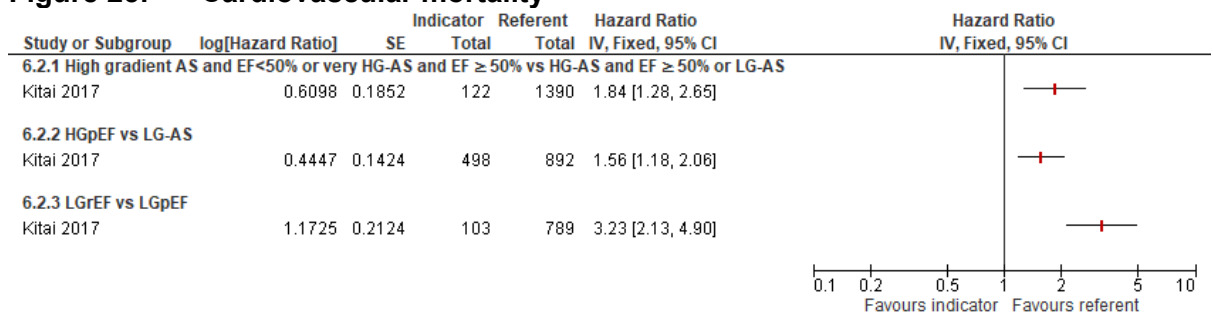 Indicator Referent Hazard Ratio Hazard Ratio
Study or Subgroup log[Hazard Ratio] SE Total Total IV, Fixed, 95% CI IV, Fixed, 95% CI
6.2.1 High gradient AS and EF<50% or very HG-AS and EF ≥ 50% vs HG-AS and EF ≥ 50% or LG-AS
Kitai 2017 0.6098 0.1852 122 1390 1.84 [1.28, 2.65]
6.2.2 HGpEF vs LG-AS
Kitai 2017 0.4447 0.1424 498 892 1.56 [1.18, 2.06]
6.2.3 LGrEF vs LGpEF
Kitai 2017 1.1725 0.2124 103 789 3.23 [2.13, 4.90]
0.1 0.2 0.5 1 2 5 10
Favours indicator Favours referent